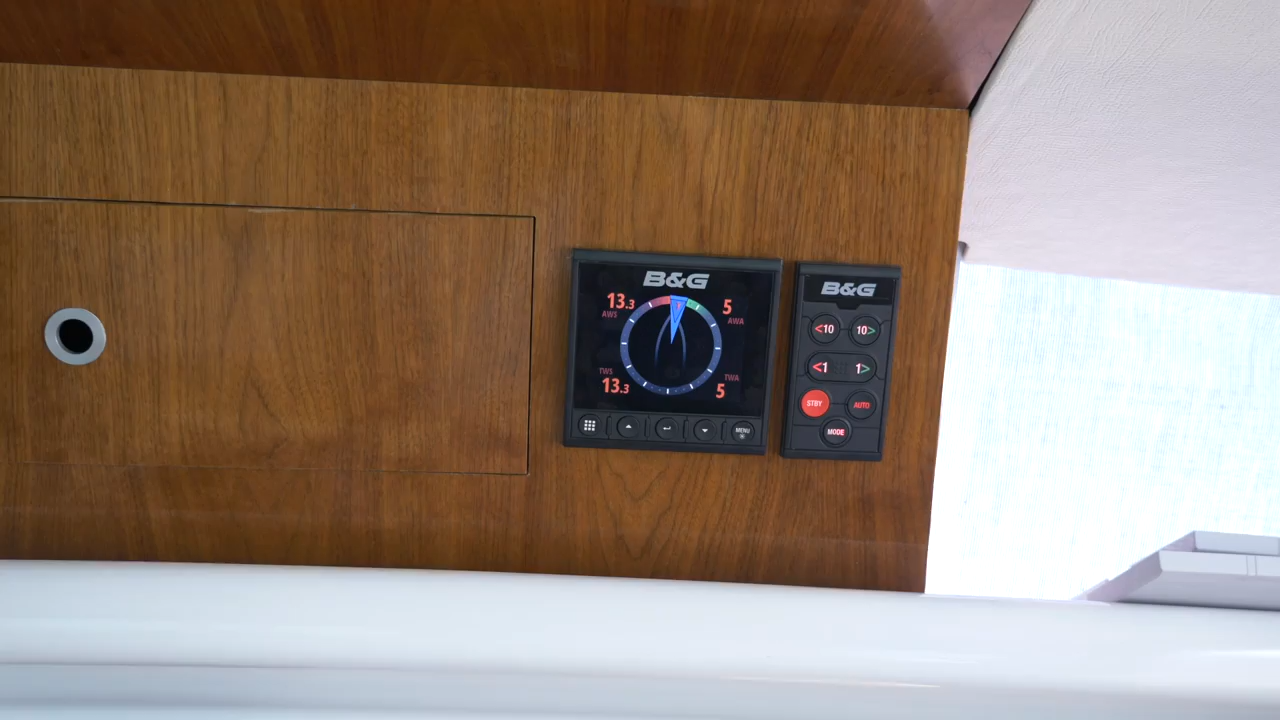 B&G
13.3
AWS
5
AWA
TWS
13.3
TWA
5
MENU
B&G
<10 10>
<1 1>
STBY AUTO
MODE